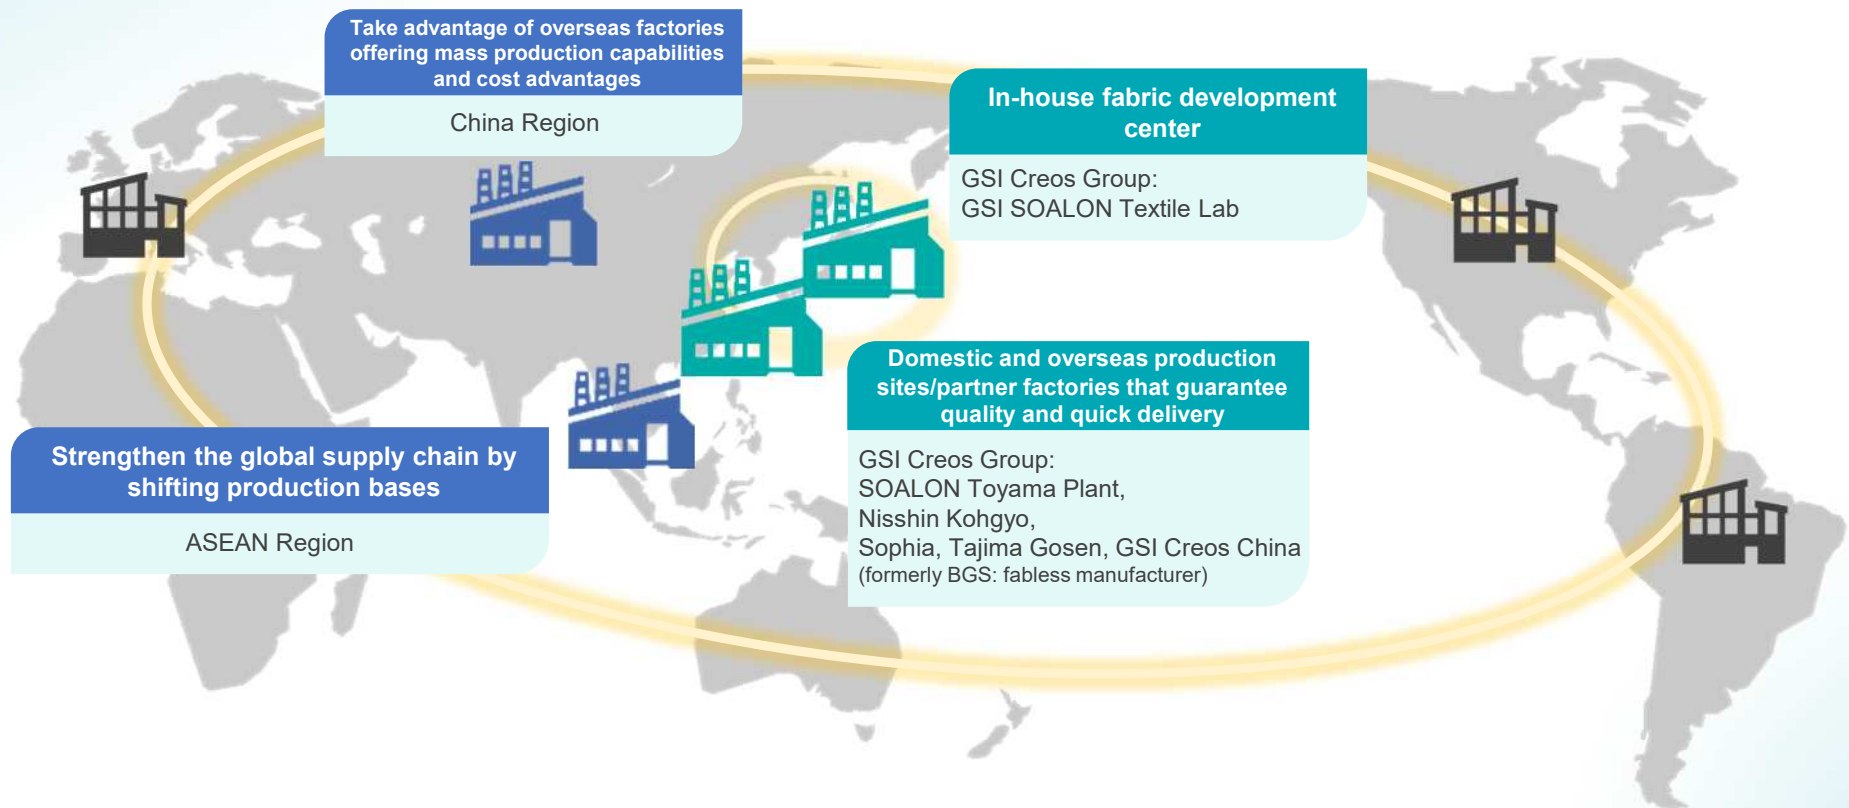 Take advantage of overseas factories
offering mass production capabilities
and cost advantages
China Region
In-house fabric development
center
GSI Creos Group:
GSI SOALON Textile Lab
Domestic and overseas production
sites/partner factories that guarantee
quality and quick delivery
GSI Creos Group:
SOALON Toyama Plant,
Nisshin Kohgyo,
Sophia, Tajima Gosen, GSI Creos China
(formerly BGS: fabless manufacturer)
Strengthen the global supply chain by
shifting production bases
ASEAN Region